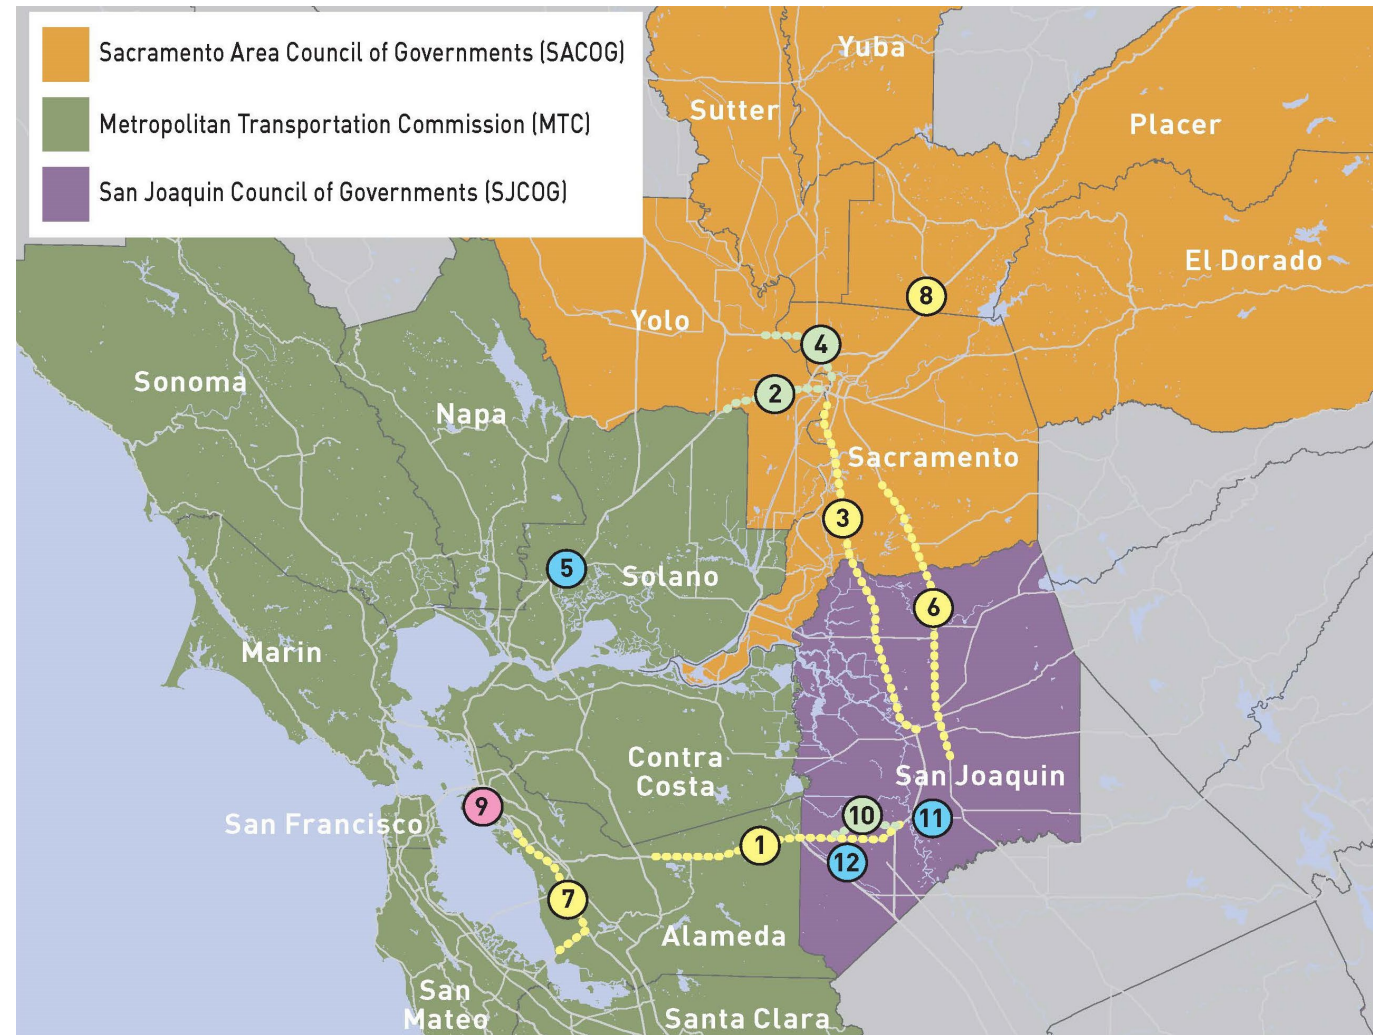 Sacramento Area Council of Governments (SACOG)
Metropolitan Transportation Commission (MTC)
San Joaquin Council of Governments (SJCOG)
Yuba
Sutter
Placer
El Dorado
8
Yolo
4
Sonoma
2
Napa
Sacramento
3
5
Solano
6
Marin
Contra
Costa
San Joaquin
9
10
11
San Francisco
1
12
7
Alameda
San
Mateo
Santa Clara